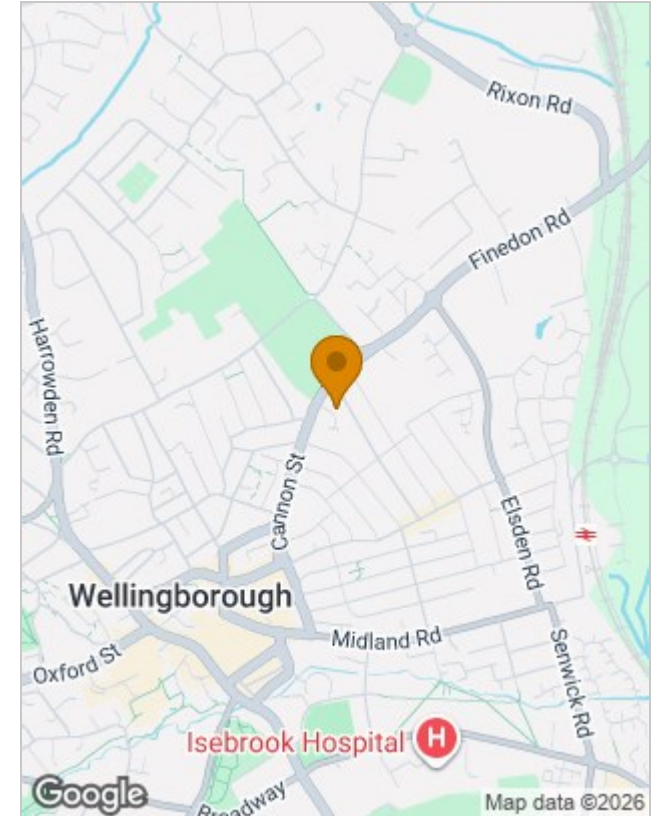 Rixon Rd
Finedon Rd
Harrowden Rd
Cannon St
Elsden Rd
Wellingborough
Midland Rd
Oxford St
Senwick Rd
Isebrook Hospital
H
Broadway
Google
Map data ©2026